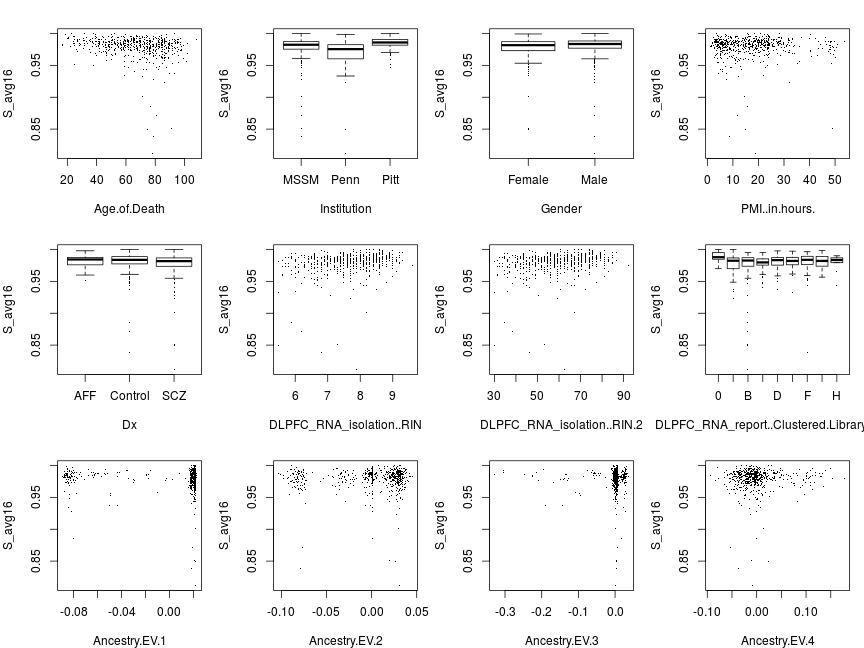 S_avg16
0.85 0.95
20 40 60 80 100
Age.of.Death
S_avg16
0.85 0.95
MSSM Penn Pitt
Institution
S_avg16
0.85 0.95
Female Male
Gender
S_avg16
0.85 0.95
0 10 20 30 40 50
PMI..in.hours.
S_avg16
0.85 0.95
AFF Control SCZ
Dx
S_avg16
0.85 0.95
6 7 8 9
DLPFC_RNA_isolation..RIN
S_avg16
0.85 0.95
30 50 70 90
DLPFC_RNA_isolation..RIN.2
S_avg16
0.85 0.95
0 B D F H
DLPFC_RNA_report..Clustered.Library
S_avg16
0.85 0.95
-0.08 -0.04 0.00
Ancestry.EV.1
S_avg16
0.85 0.95
-0.10 -0.05 0.00 0.05
Ancestry.EV.2
S_avg16
0.85 0.95
-0.3 -0.2 -0.1 0.0
Ancestry.EV.3
S_avg16
0.85 0.95
-0.10 0.00 0.10
Ancestry.EV.4